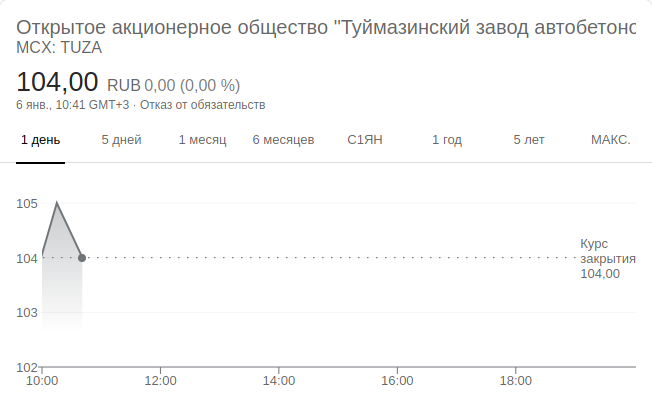 Открытое акционерное общество "Туймазинский завод автобетоно
MCX: TUZA
104,00 RUB 0,00 (0,00 %)
6 янв., 10:41 GMT+3 · Отказ от обязательств
1 день 5 дней 1 месяц 6 месяцев С1ЯН 1 год 5 лет МАКС.
105
104
103
102
Курс
закрытия
104,00
10:00 12:00 14:00 16:00 18:00